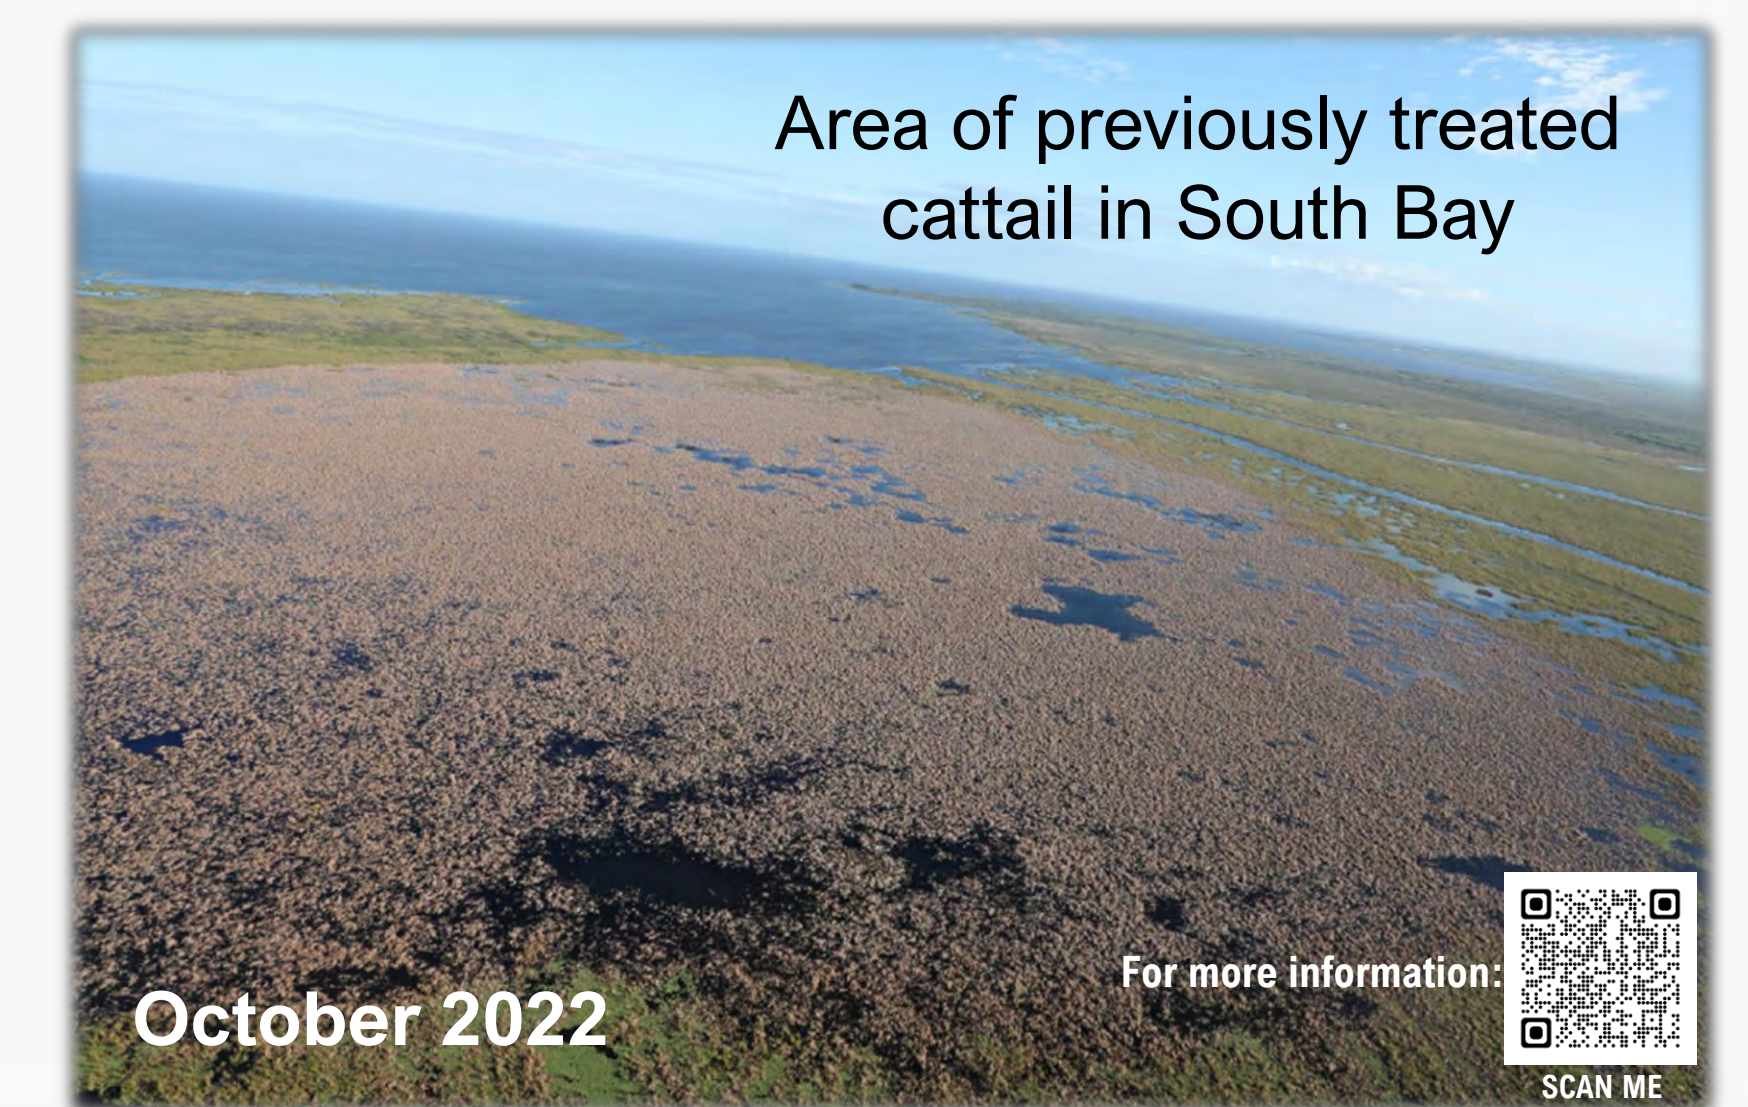 Area of previously treated
cattail in South Bay
For more information:
October 2022
SCAN ME